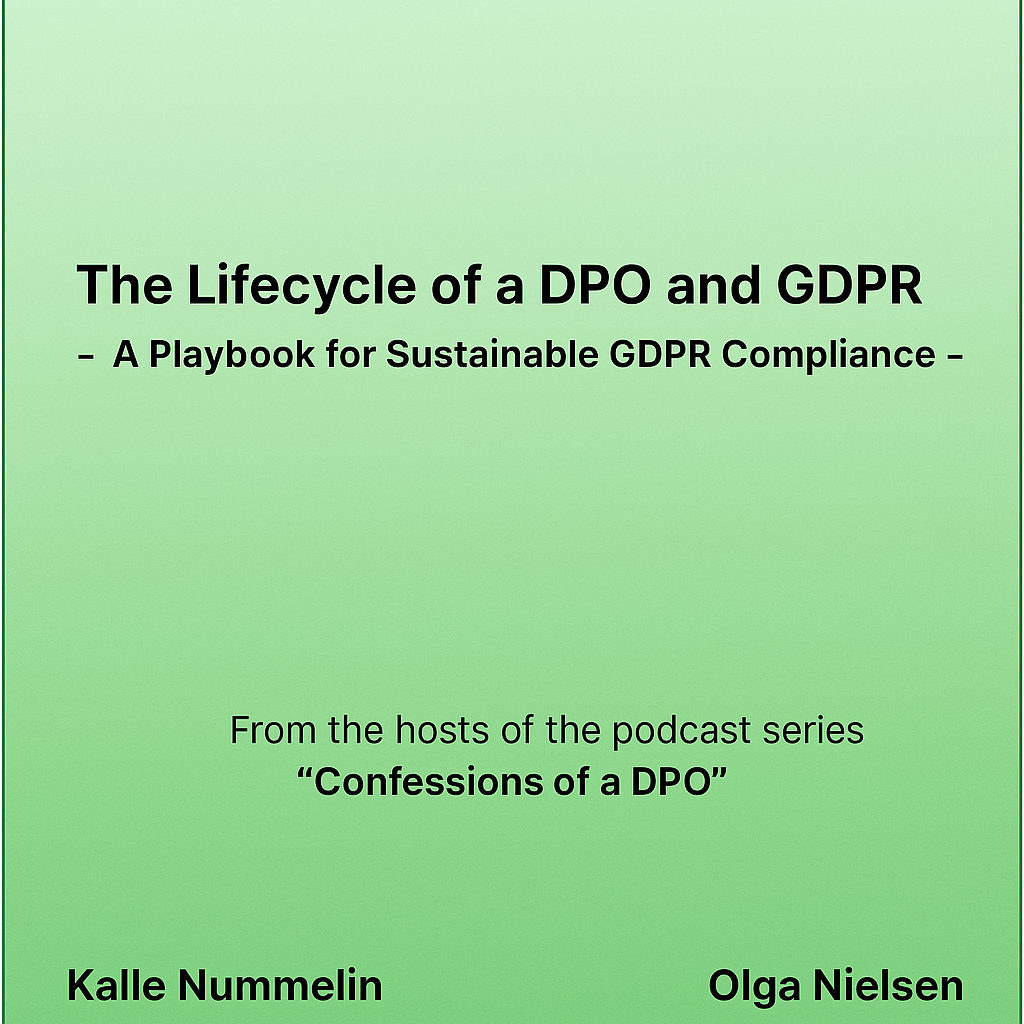 The Lifecycle of a DPO and GDPR
– A Playbook for Sustainable GDPR Compliance –
From the hosts of the podcast series
“Confessions of a DPO”
Kalle Nummelin
Olga Nielsen